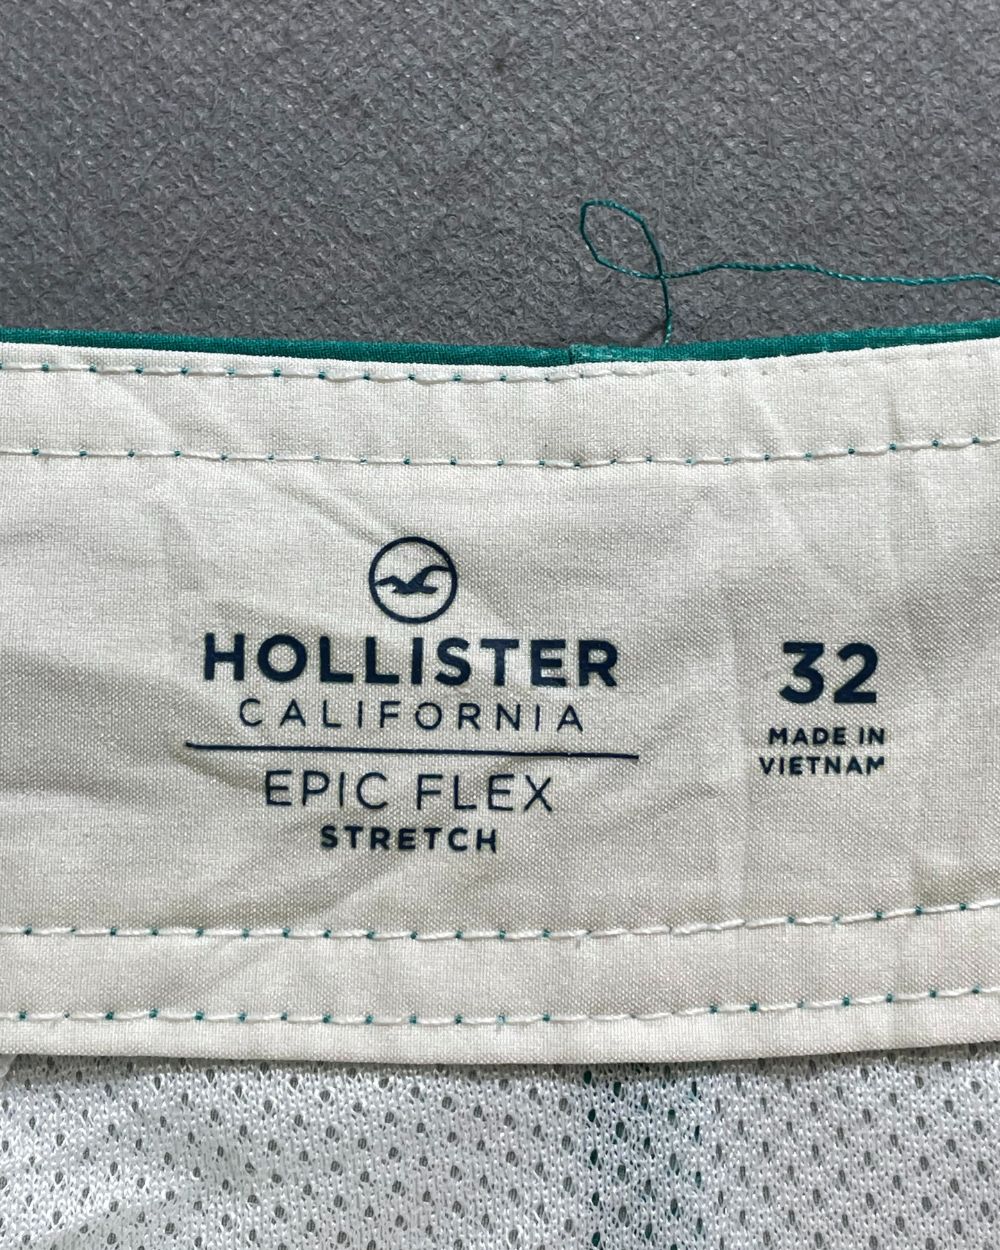 HOLLISTER
CALIFORNIA
EPIC FLEX
STRETCH
32
MADE IN
VIETNAM